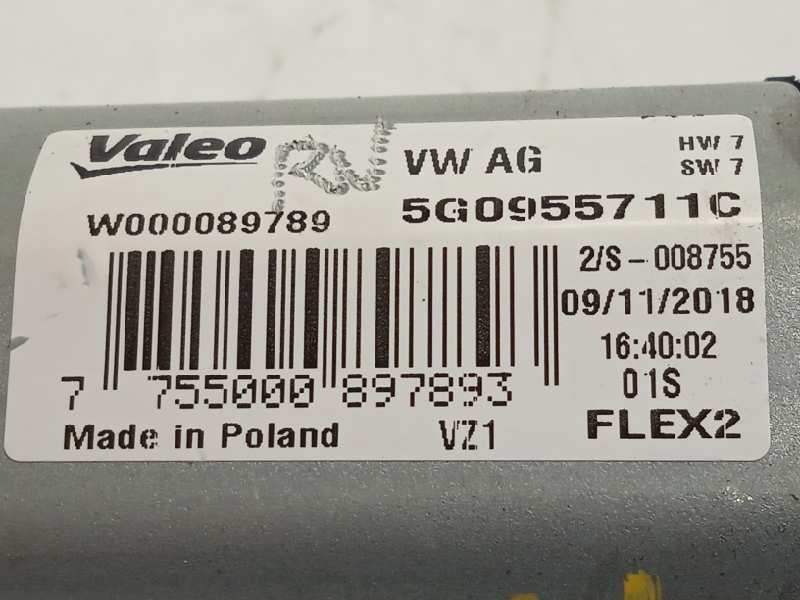 Valeo
VW AG
HW 7
SW 7
W000089789
5G0955711C
2/S-008755
09/11/2018
16:40:02
7 755000 897893
01S
Made in Poland
VZ1
FLEX2